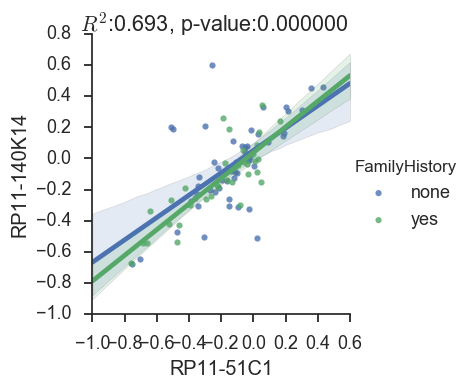 R²:0.693, p-value:0.000000
0.8
0.6
0.4
0.2
0.0
−0.2
−0.4
−0.6
−0.8
−1.0
RP11-140K14
−1.0−0.8−0.6−0.4−0.2 0.0 0.2 0.4 0.6
RP11-51C1
FamilyHistory
none
yes